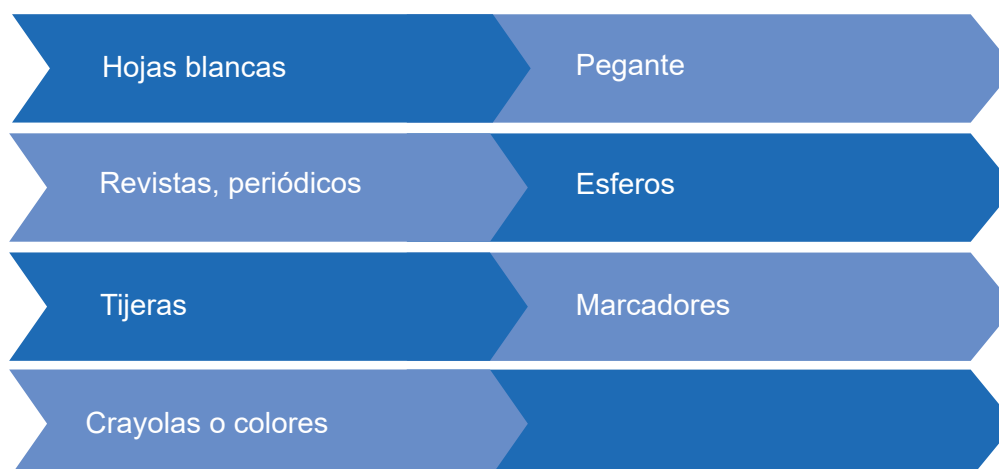 Hojas blancas
Pegante
Revistas, periódicos
Esferos
Tijeras
Marcadores
Crayolas o colores